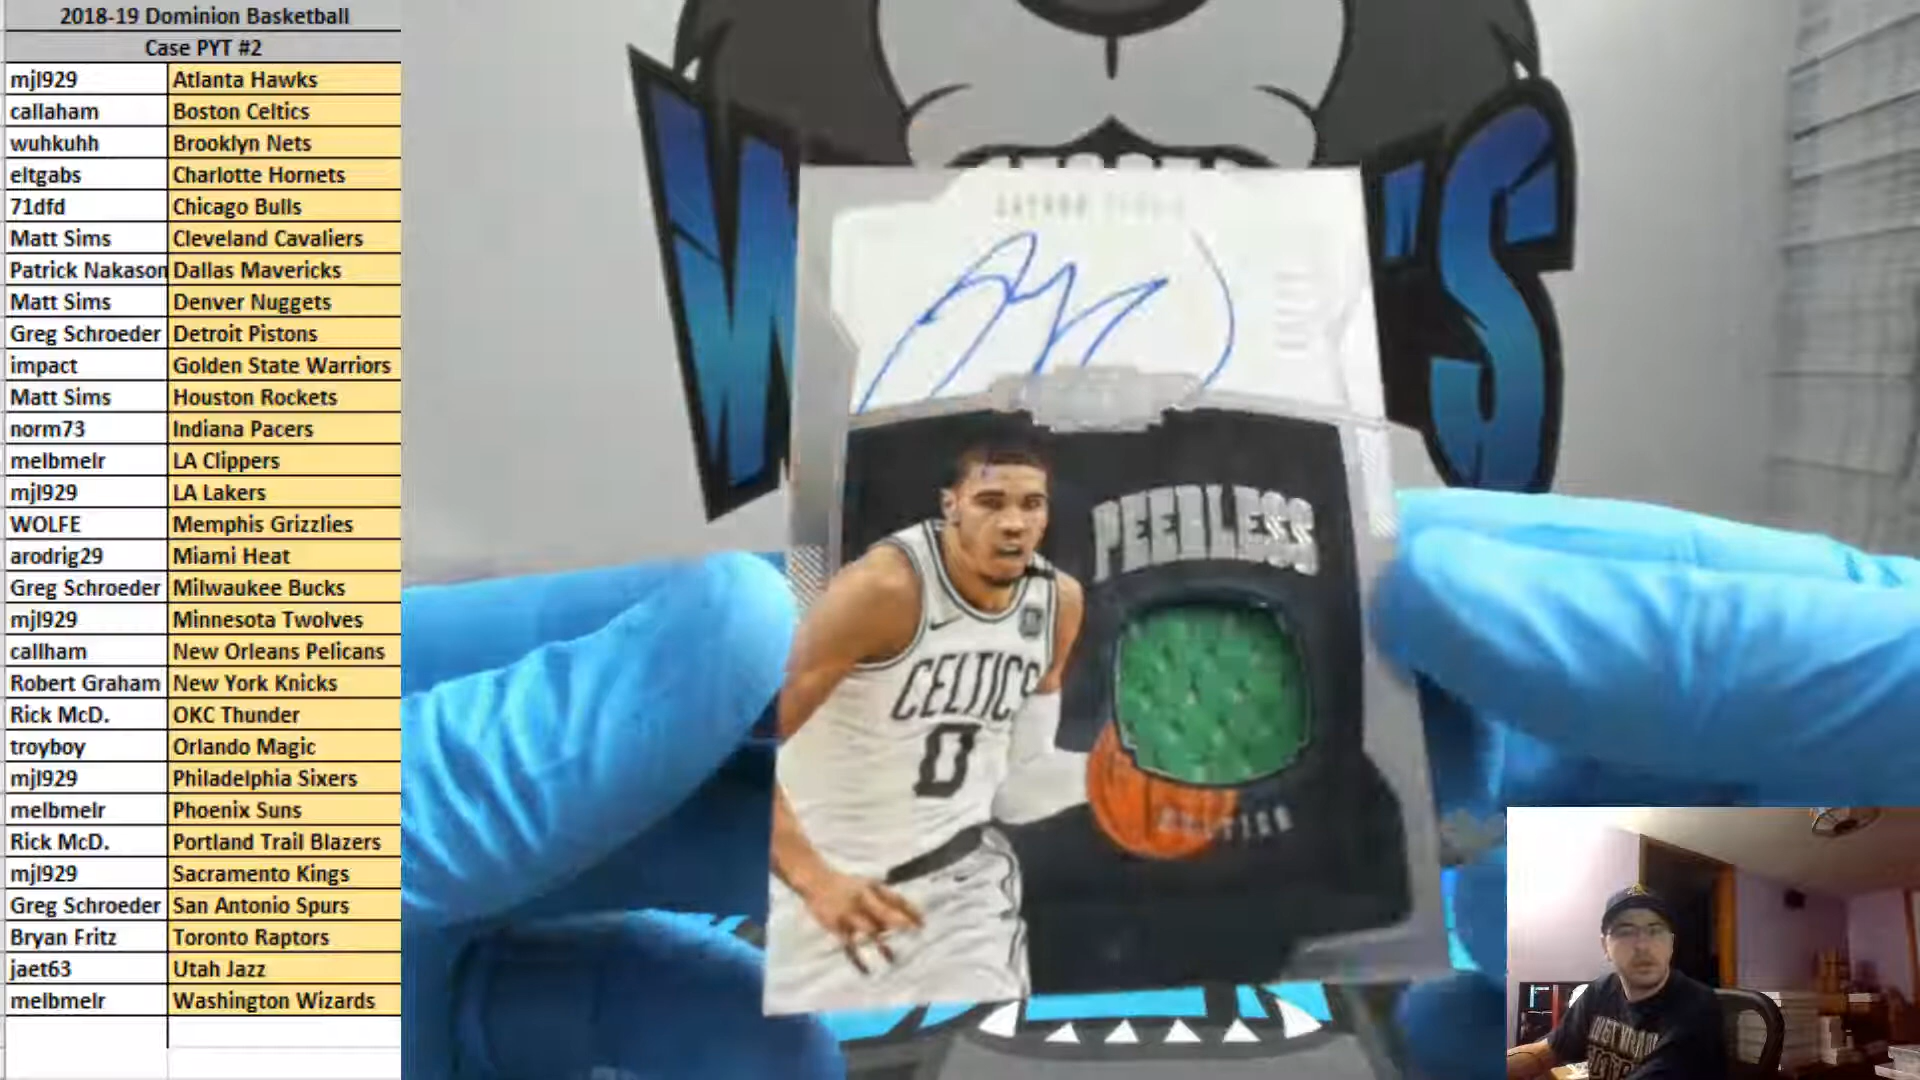 2018-19 Dominion Basketball
Case PYT #2
mjl929 Atlanta Hawks
callaham Boston Celtics
wuhkuhh Brooklyn Nets
eltgabs Charlotte Hornets
71dfd Chicago Bulls
Matt Sims Cleveland Cavaliers
Patrick Nakason Dallas Mavericks
Matt Sims Denver Nuggets
Greg Schroeder Detroit Pistons
impact Golden State Warriors
Matt Sims Houston Rockets
norm73 Indiana Pacers
melbmelr LA Clippers
mjl929 LA Lakers
WOLFE Memphis Grizzlies
arodrig29 Miami Heat
Greg Schroeder Milwaukee Bucks
mjl929 Minnesota Twolves
callham New Orleans Pelicans
Robert Graham New York Knicks
Rick McD. OKC Thunder
troyboy Orlando Magic
mjl929 Philadelphia Sixers
melbmelr Phoenix Suns
Rick McD. Portland Trail Blazers
mjl929 Sacramento Kings
Greg Schroeder San Antonio Spurs
Bryan Fritz Toronto Raptors
jaet63 Utah Jazz
melbmelr Washington Wizards
PEERLESS
CELTICS
0